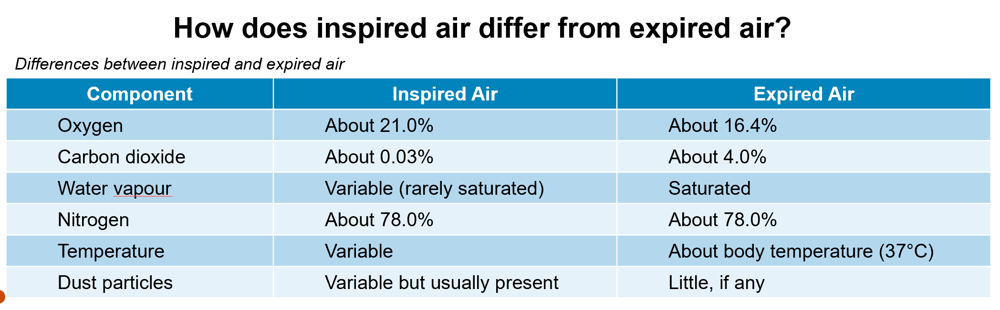 How does inspired air differ from expired air?
Differences between inspired and expired air
Component Inspired Air Expired Air
Oxygen About 21.0% About 16.4%
Carbon dioxide About 0.03% About 4.0%
Water vapour Variable (rarely saturated) Saturated
Nitrogen About 78.0% About 78.0%
Temperature Variable About body temperature (37°C)
Dust particles Variable but usually present Little, if any